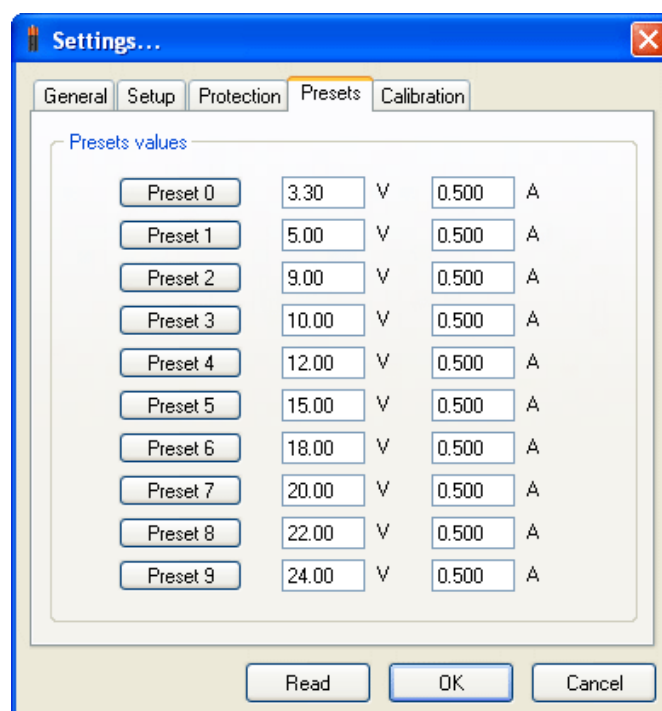 Settings...
General Setup Protection Presets Calibration
Presets values
Preset 0 3.30 V 0.500 A
Preset 1 5.00 V 0.500 A
Preset 2 9.00 V 0.500 A
Preset 3 10.00 V 0.500 A
Preset 4 12.00 V 0.500 A
Preset 5 15.00 V 0.500 A
Preset 6 18.00 V 0.500 A
Preset 7 20.00 V 0.500 A
Preset 8 22.00 V 0.500 A
Preset 9 24.00 V 0.500 A
Read OK Cancel